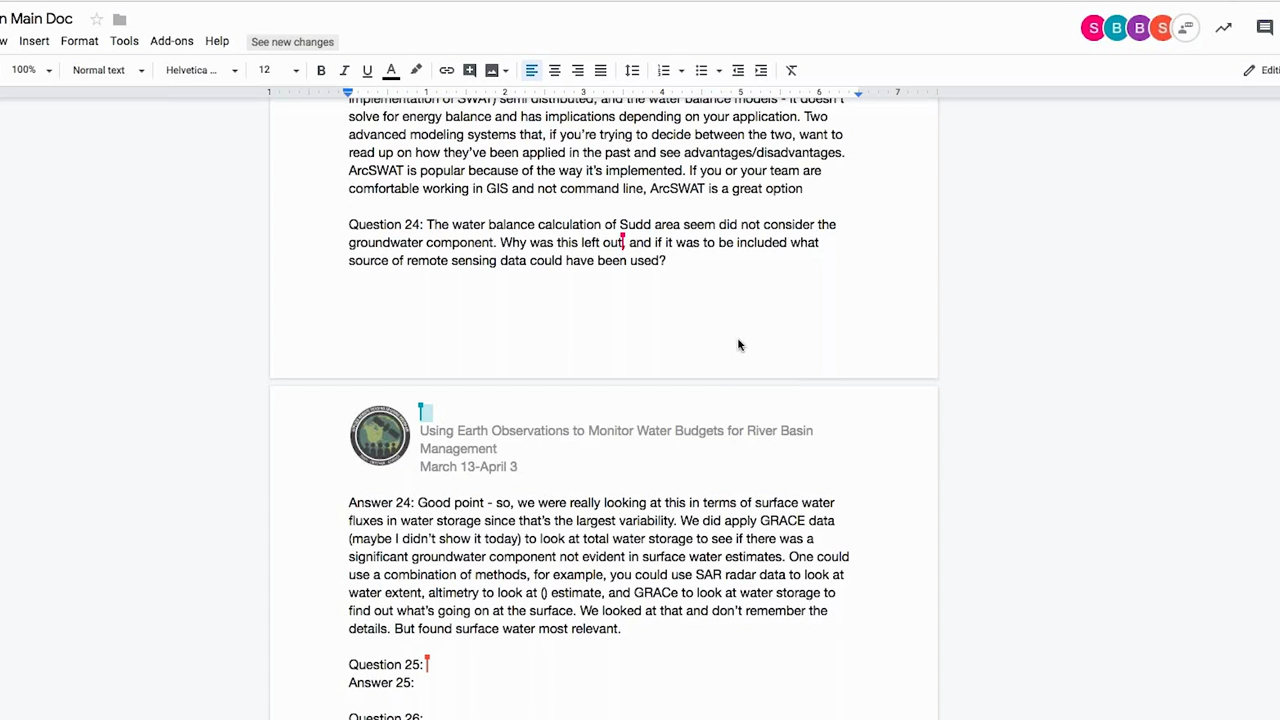 n Main Doc
w Insert Format Tools Add-ons Help See new changes
S B B S
100% Normal text Helvetica ... 12 B I U A Editi
1 1 2 3 4 5 6 7
implementation of SWAT) semi distributed, and the water balance models - it doesn't
solve for energy balance and has implications depending on your application. Two
advanced modeling systems that, if you're trying to decide between the two, want to
read up on how they've been applied in the past and see advantages/disadvantages.
ArcSWAT is popular because of the way it's implemented. If you or your team are
comfortable working in GIS and not command line, ArcSWAT is a great option
Question 24: The water balance calculation of Sudd area seem did not consider the
groundwater component. Why was this left out, and if it was to be included what
source of remote sensing data could have been used?
Using Earth Observations to Monitor Water Budgets for River Basin
Management
March 13-April 3
Answer 24: Good point - so, we were really looking at this in terms of surface water
fluxes in water storage since that's the largest variability. We did apply GRACE data
(maybe I didn't show it today) to look at total water storage to see if there was a
significant groundwater component not evident in surface water estimates. One could
use a combination of methods, for example, you could use SAR radar data to look at
water extent, altimetry to look at () estimate, and GRACe to look at water storage to
find out what's going on at the surface. We looked at that and don't remember the
details. But found surface water most relevant.
Question 25:
Answer 25:
Question 26: